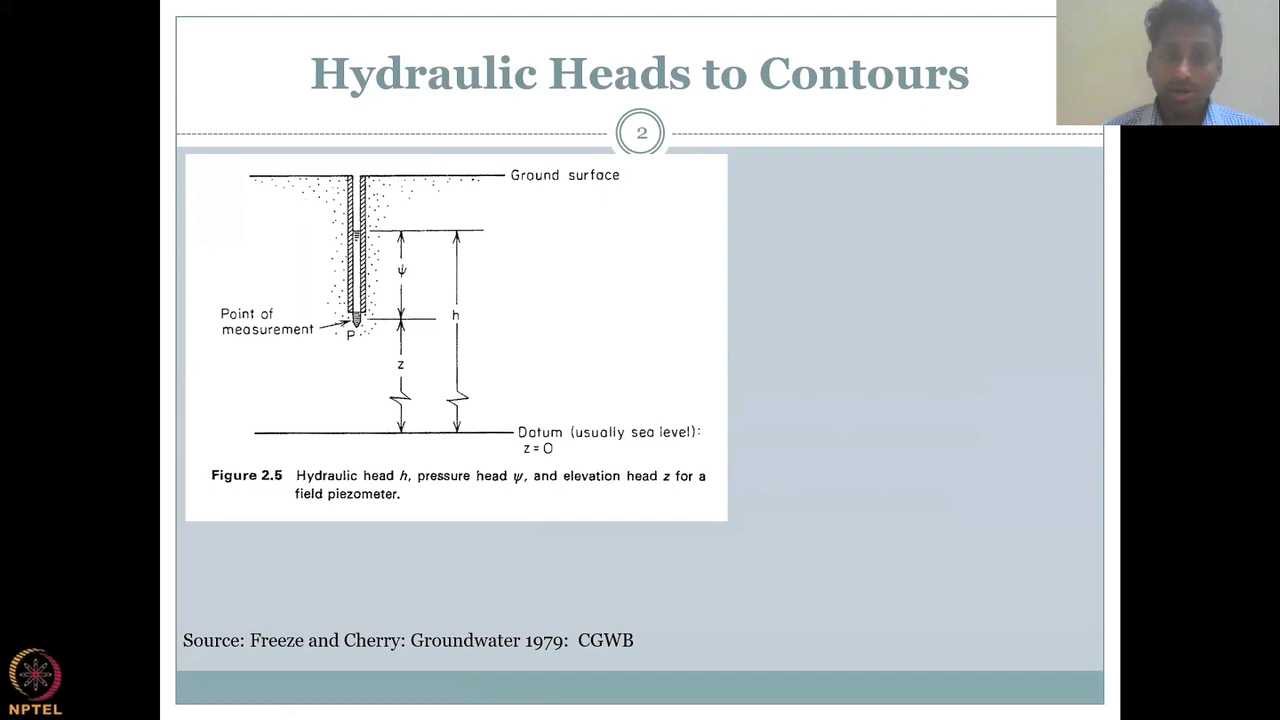 Hydraulic Heads to Contours
2
Ground surface
ψ
Point of
measurement
P
h
z
Datum (usually sea level):
z = 0
Figure 2.5 Hydraulic head h, pressure head ψ, and elevation head z for a
field piezometer.
Source: Freeze and Cherry: Groundwater 1979: CGWB
NPTEL